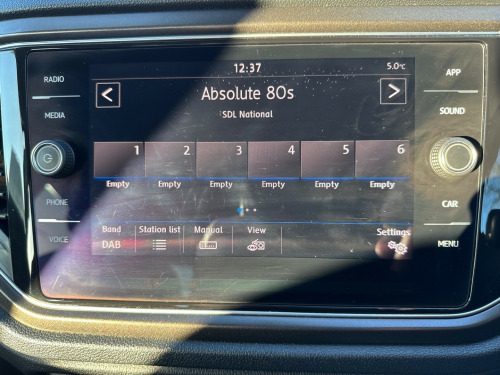 RADIO
MEDIA
PHONE
VOICE
12:37
5.0°C
Absolute 80s
SDL National
1 2 3 4 5 6
Empty Empty Empty Empty Empty Empty
Band Station list Manual View Settings
DAB
APP
SOUND
CAR
MENU